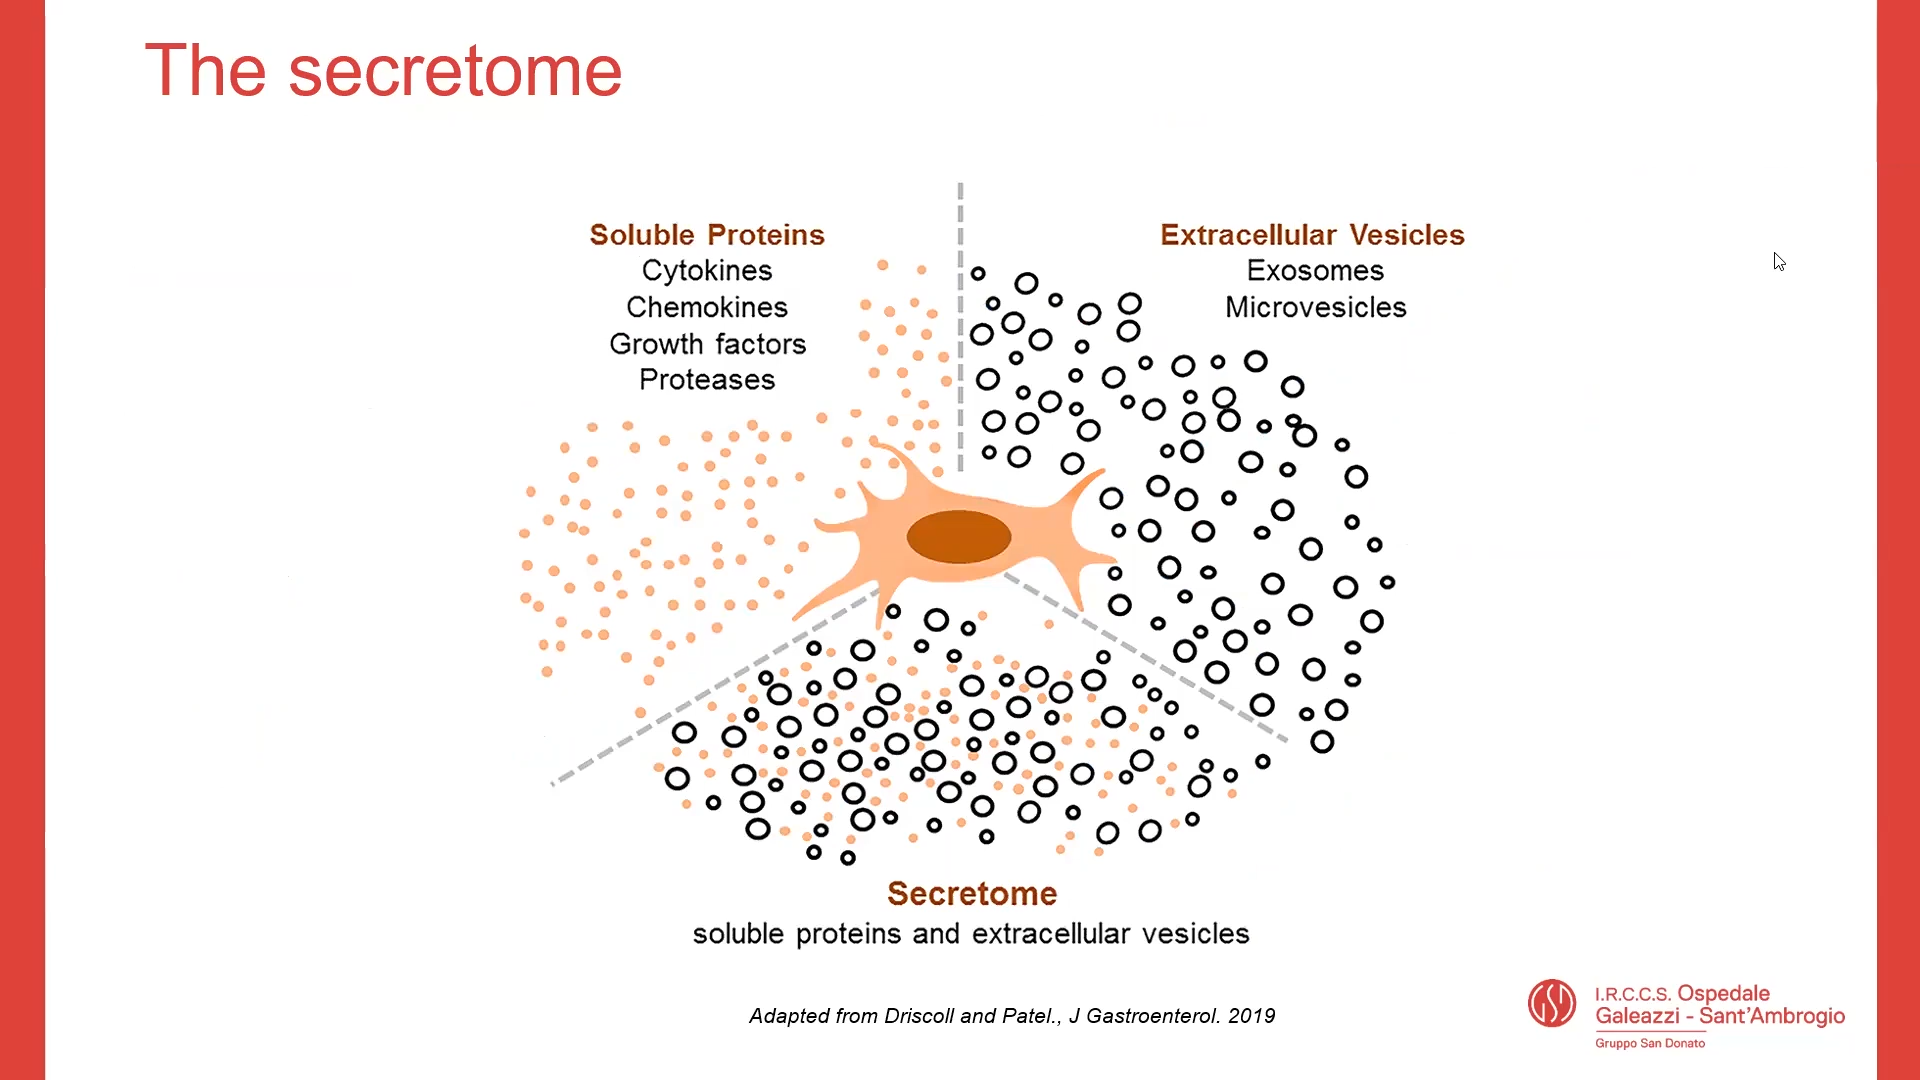 The secretome
Soluble Proteins
Cytokines
Chemokines
Growth factors
Proteases
Extracellular Vesicles
Exosomes
Microvesicles
Secretome
soluble proteins and extracellular vesicles
Adapted from Driscoll and Patel., J Gastroenterol. 2019
GSD
I.R.C.C.S. Ospedale
Galeazzi - Sant'Ambrogio
Gruppo San Donato